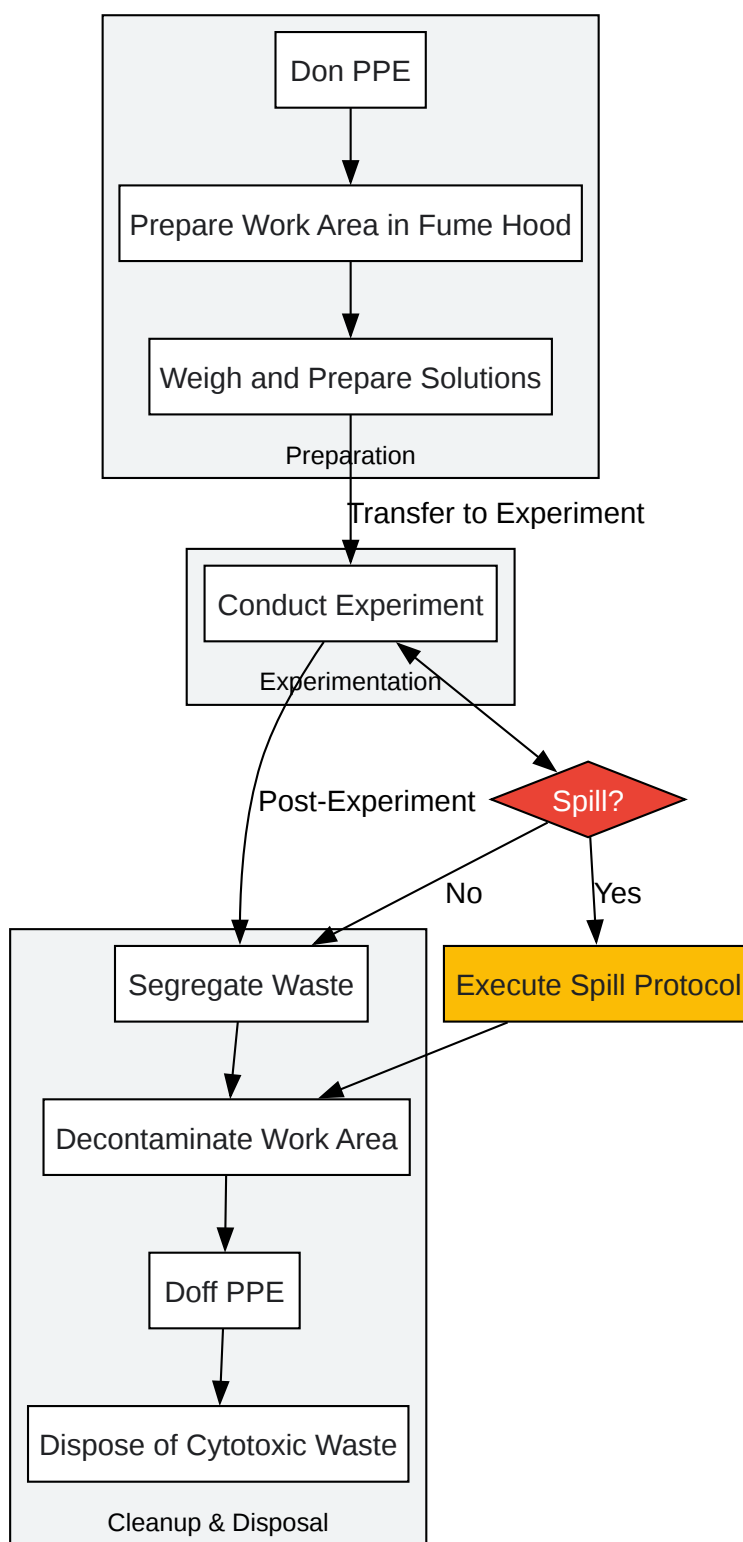 Don PPE
Prepare Work Area in Fume Hood
Weigh and Prepare Solutions
Preparation
Transfer to Experiment
Conduct Experiment
Experimentation
Post-Experiment
Spill?
No
Yes
Segregate Waste
Execute Spill Protocol
Decontaminate Work Area
Doff PPE
Dispose of Cytotoxic Waste
Cleanup & Disposal